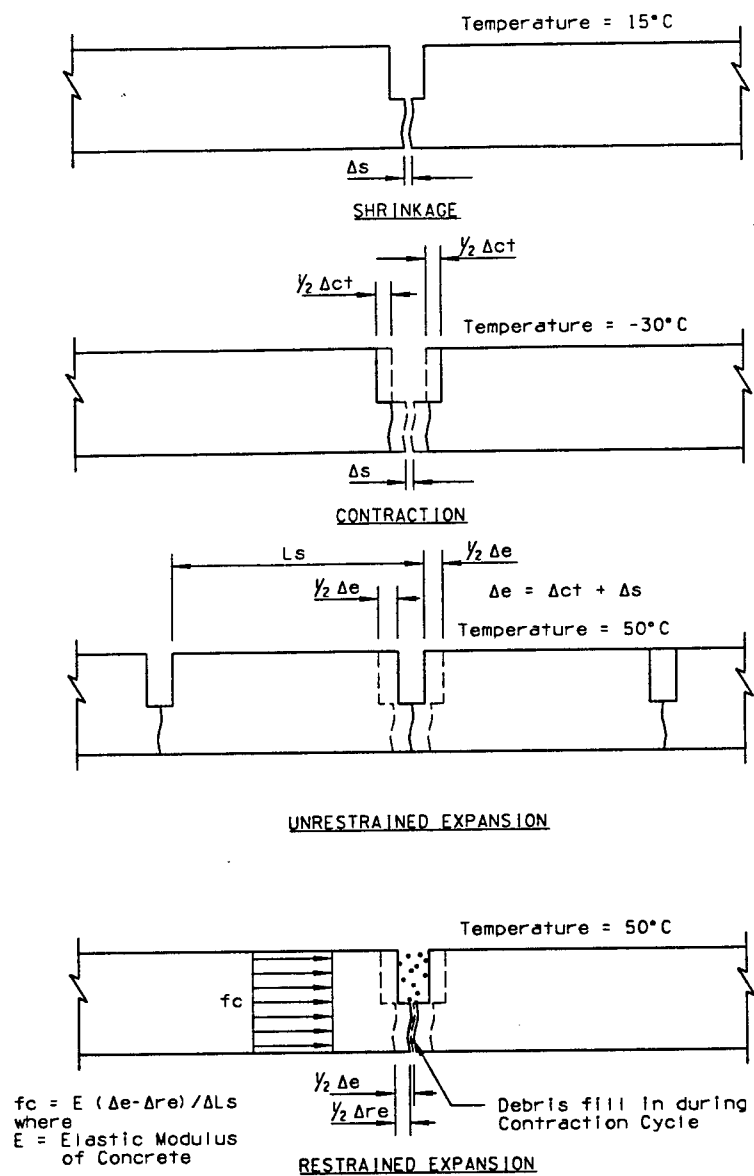 Temperature = 15°C
Δs
SHRINKAGE
½ Δct
½ Δct
Temperature = -30°C
Δs
CONTRACTION
Ls
½ Δe
½ Δe
Δe = Δct + Δs
Temperature = 50°C
UNRESTRAINED EXPANSION
Temperature = 50°C
fc
½ Δe
½ Δre
Debris fill in during
Contraction Cycle
fc = E (Δe-Δre)/ΔLs
where
E = Elastic Modulus
of Concrete
RESTRAINED EXPANSION